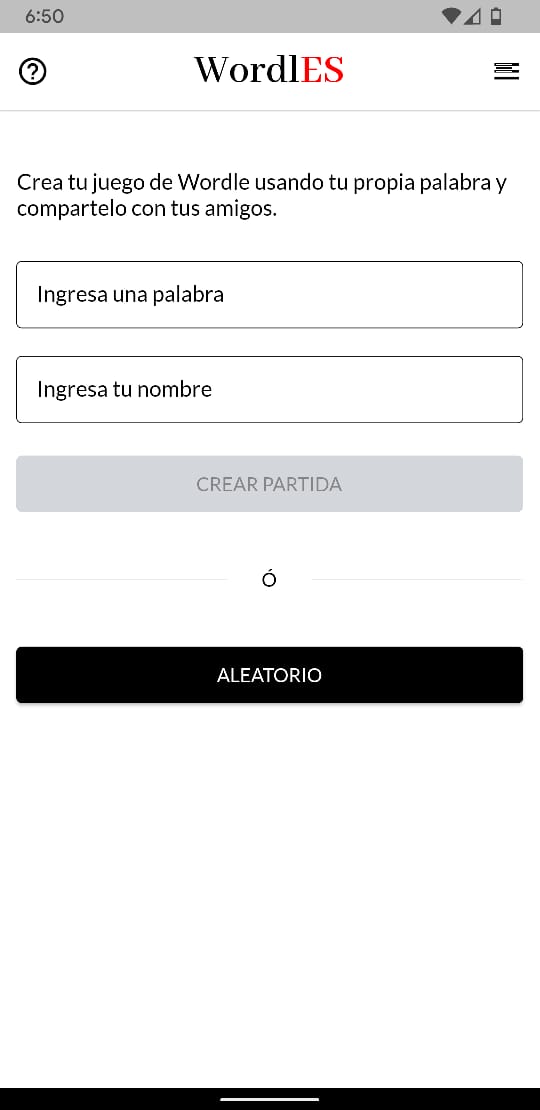 6:50
WordlES
Crea tu juego de Wordle usando tu propia palabra y
compartelo con tus amigos.
Ingresa una palabra
Ingresa tu nombre
CREAR PARTIDA
Ó
ALEATORIO